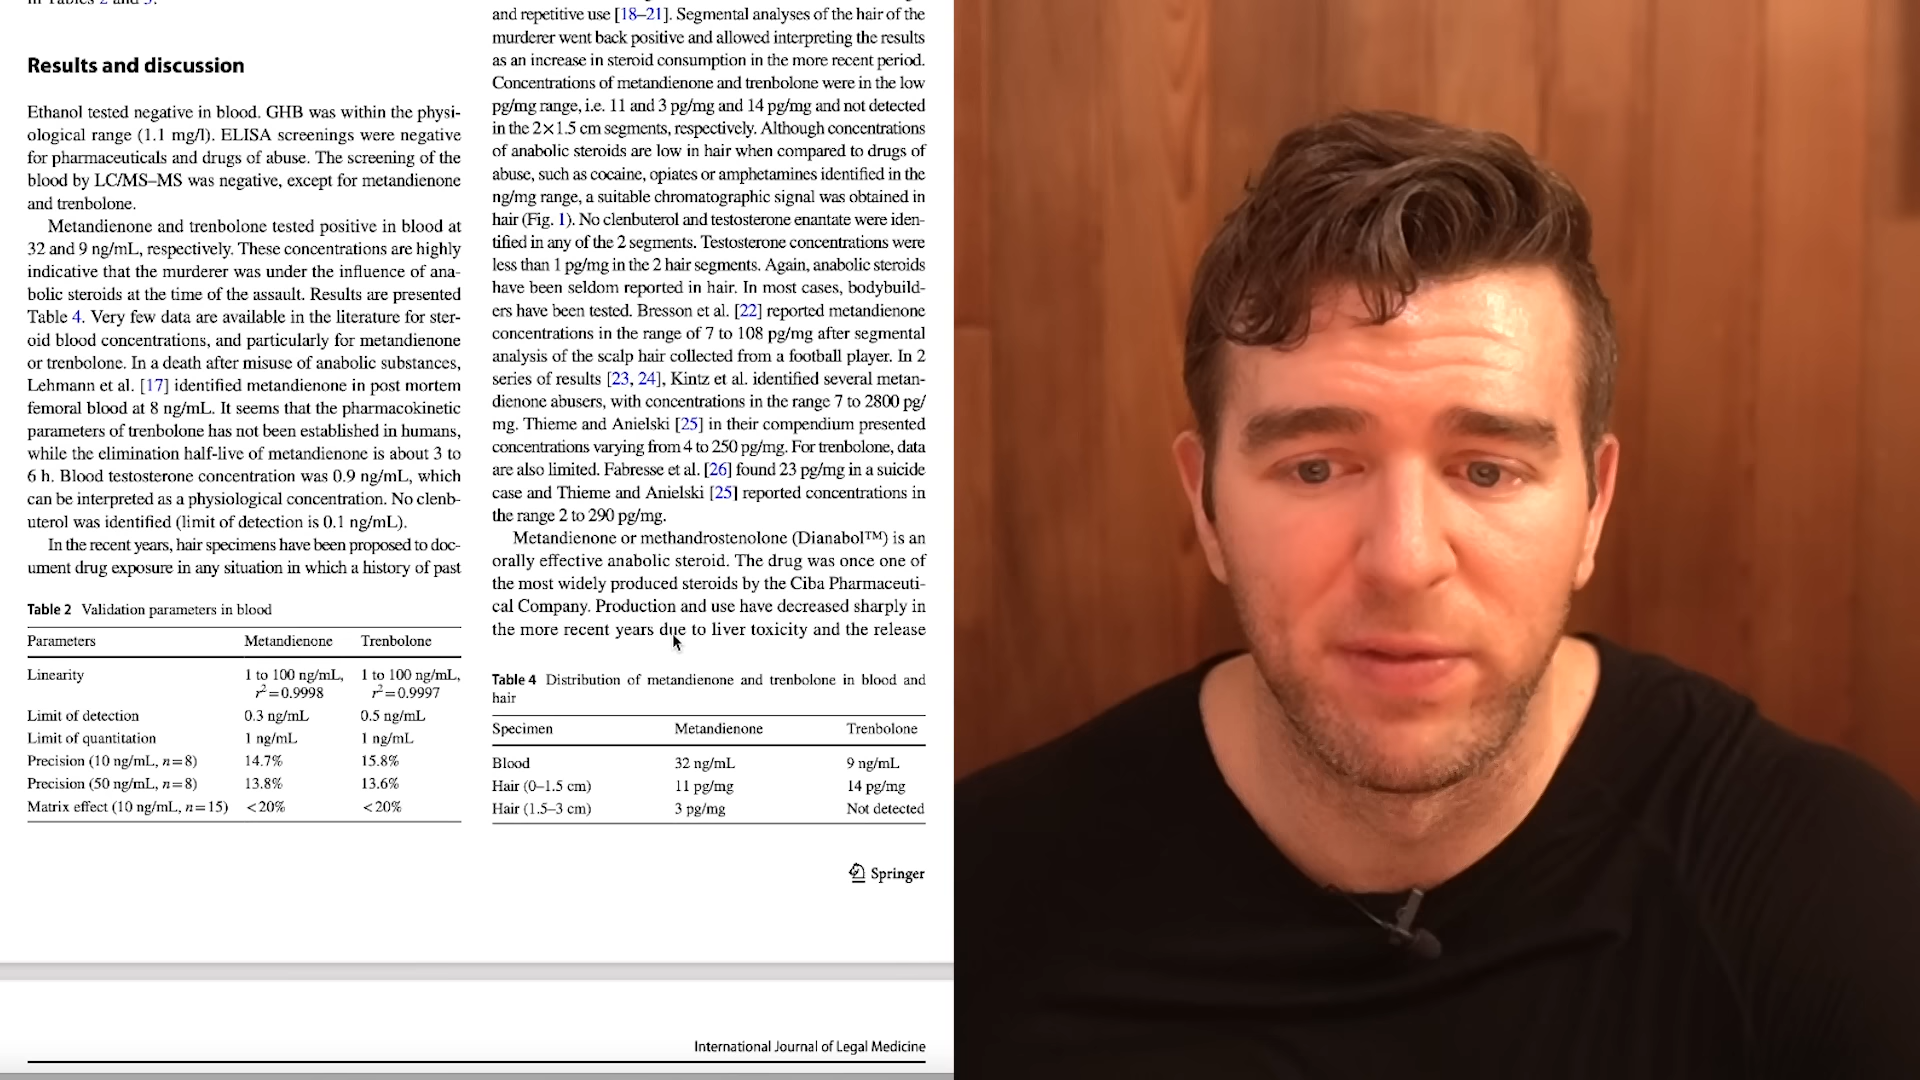 in Tables 2 and 3.
Results and discussion
Ethanol tested negative in blood. GHB was within the physi-
ological range (1.1 mg/l). ELISA screenings were negative
for pharmaceuticals and drugs of abuse. The screening of the
blood by LC/MS–MS was negative, except for metandienone
and trenbolone.
Metandienone and trenbolone tested positive in blood at
32 and 9 ng/mL, respectively. These concentrations are highly
indicative that the murderer was under the influence of ana-
bolic steroids at the time of the assault. Results are presented
Table 4. Very few data are available in the literature for ster-
oid blood concentrations, and particularly for metandienone
or trenbolone. In a death after misuse of anabolic substances,
Lehmann et al. [17] identified metandienone in post mortem
femoral blood at 8 ng/mL. It seems that the pharmacokinetic
parameters of trenbolone has not been established in humans,
while the elimination half-live of metandienone is about 3 to
6 h. Blood testosterone concentration was 0.9 ng/mL, which
can be interpreted as a physiological concentration. No clenb-
uterol was identified (limit of detection is 0.1 ng/mL).
In the recent years, hair specimens have been proposed to doc-
ument drug exposure in any situation in which a history of past
Table 2 Validation parameters in blood
Parameters Metandienone Trenbolone
Linearity 1 to 100 ng/mL, 1 to 100 ng/mL,
r²=0.9998 r²=0.9997
Limit of detection 0.3 ng/mL 0.5 ng/mL
Limit of quantitation 1 ng/mL 1 ng/mL
Precision (10 ng/mL, n=8) 14.7% 15.8%
Precision (50 ng/mL, n=8) 13.8% 13.6%
Matrix effect (10 ng/mL, n=15) <20% <20%
and repetitive use [18–21]. Segmental analyses of the hair of the
murderer went back positive and allowed interpreting the results
as an increase in steroid consumption in the more recent period.
Concentrations of metandienone and trenbolone were in the low
pg/mg range, i.e. 11 and 3 pg/mg and 14 pg/mg and not detected
in the 2×1.5 cm segments, respectively. Although concentrations
of anabolic steroids are low in hair when compared to drugs of
abuse, such as cocaine, opiates or amphetamines identified in the
ng/mg range, a suitable chromatographic signal was obtained in
hair (Fig. 1). No clenbuterol and testosterone enantate were iden-
tified in any of the 2 segments. Testosterone concentrations were
less than 1 pg/mg in the 2 hair segments. Again, anabolic steroids
have been seldom reported in hair. In most cases, bodybuild-
ers have been tested. Bresson et al. [22] reported metandienone
concentrations in the range of 7 to 108 pg/mg after segmental
analysis of the scalp hair collected from a football player. In 2
series of results [23, 24], Kintz et al. identified several metan-
dienone abusers, with concentrations in the range 7 to 2800 pg/
mg. Thieme and Anielski [25] in their compendium presented
concentrations varying from 4 to 250 pg/mg. For trenbolone, data
are also limited. Fabresse et al. [26] found 23 pg/mg in a suicide
case and Thieme and Anielski [25] reported concentrations in
the range 2 to 290 pg/mg.
Metandienone or methandrostenolone (Dianabol™) is an
orally effective anabolic steroid. The drug was once one of
the most widely produced steroids by the Ciba Pharmaceuti-
cal Company. Production and use have decreased sharply in
the more recent years due to liver toxicity and the release
Table 4 Distribution of metandienone and trenbolone in blood and
hair
Specimen Metandienone Trenbolone
Blood 32 ng/mL 9 ng/mL
Hair (0–1.5 cm) 11 pg/mg 14 pg/mg
Hair (1.5–3 cm) 3 pg/mg Not detected
Springer
International Journal of Legal Medicine